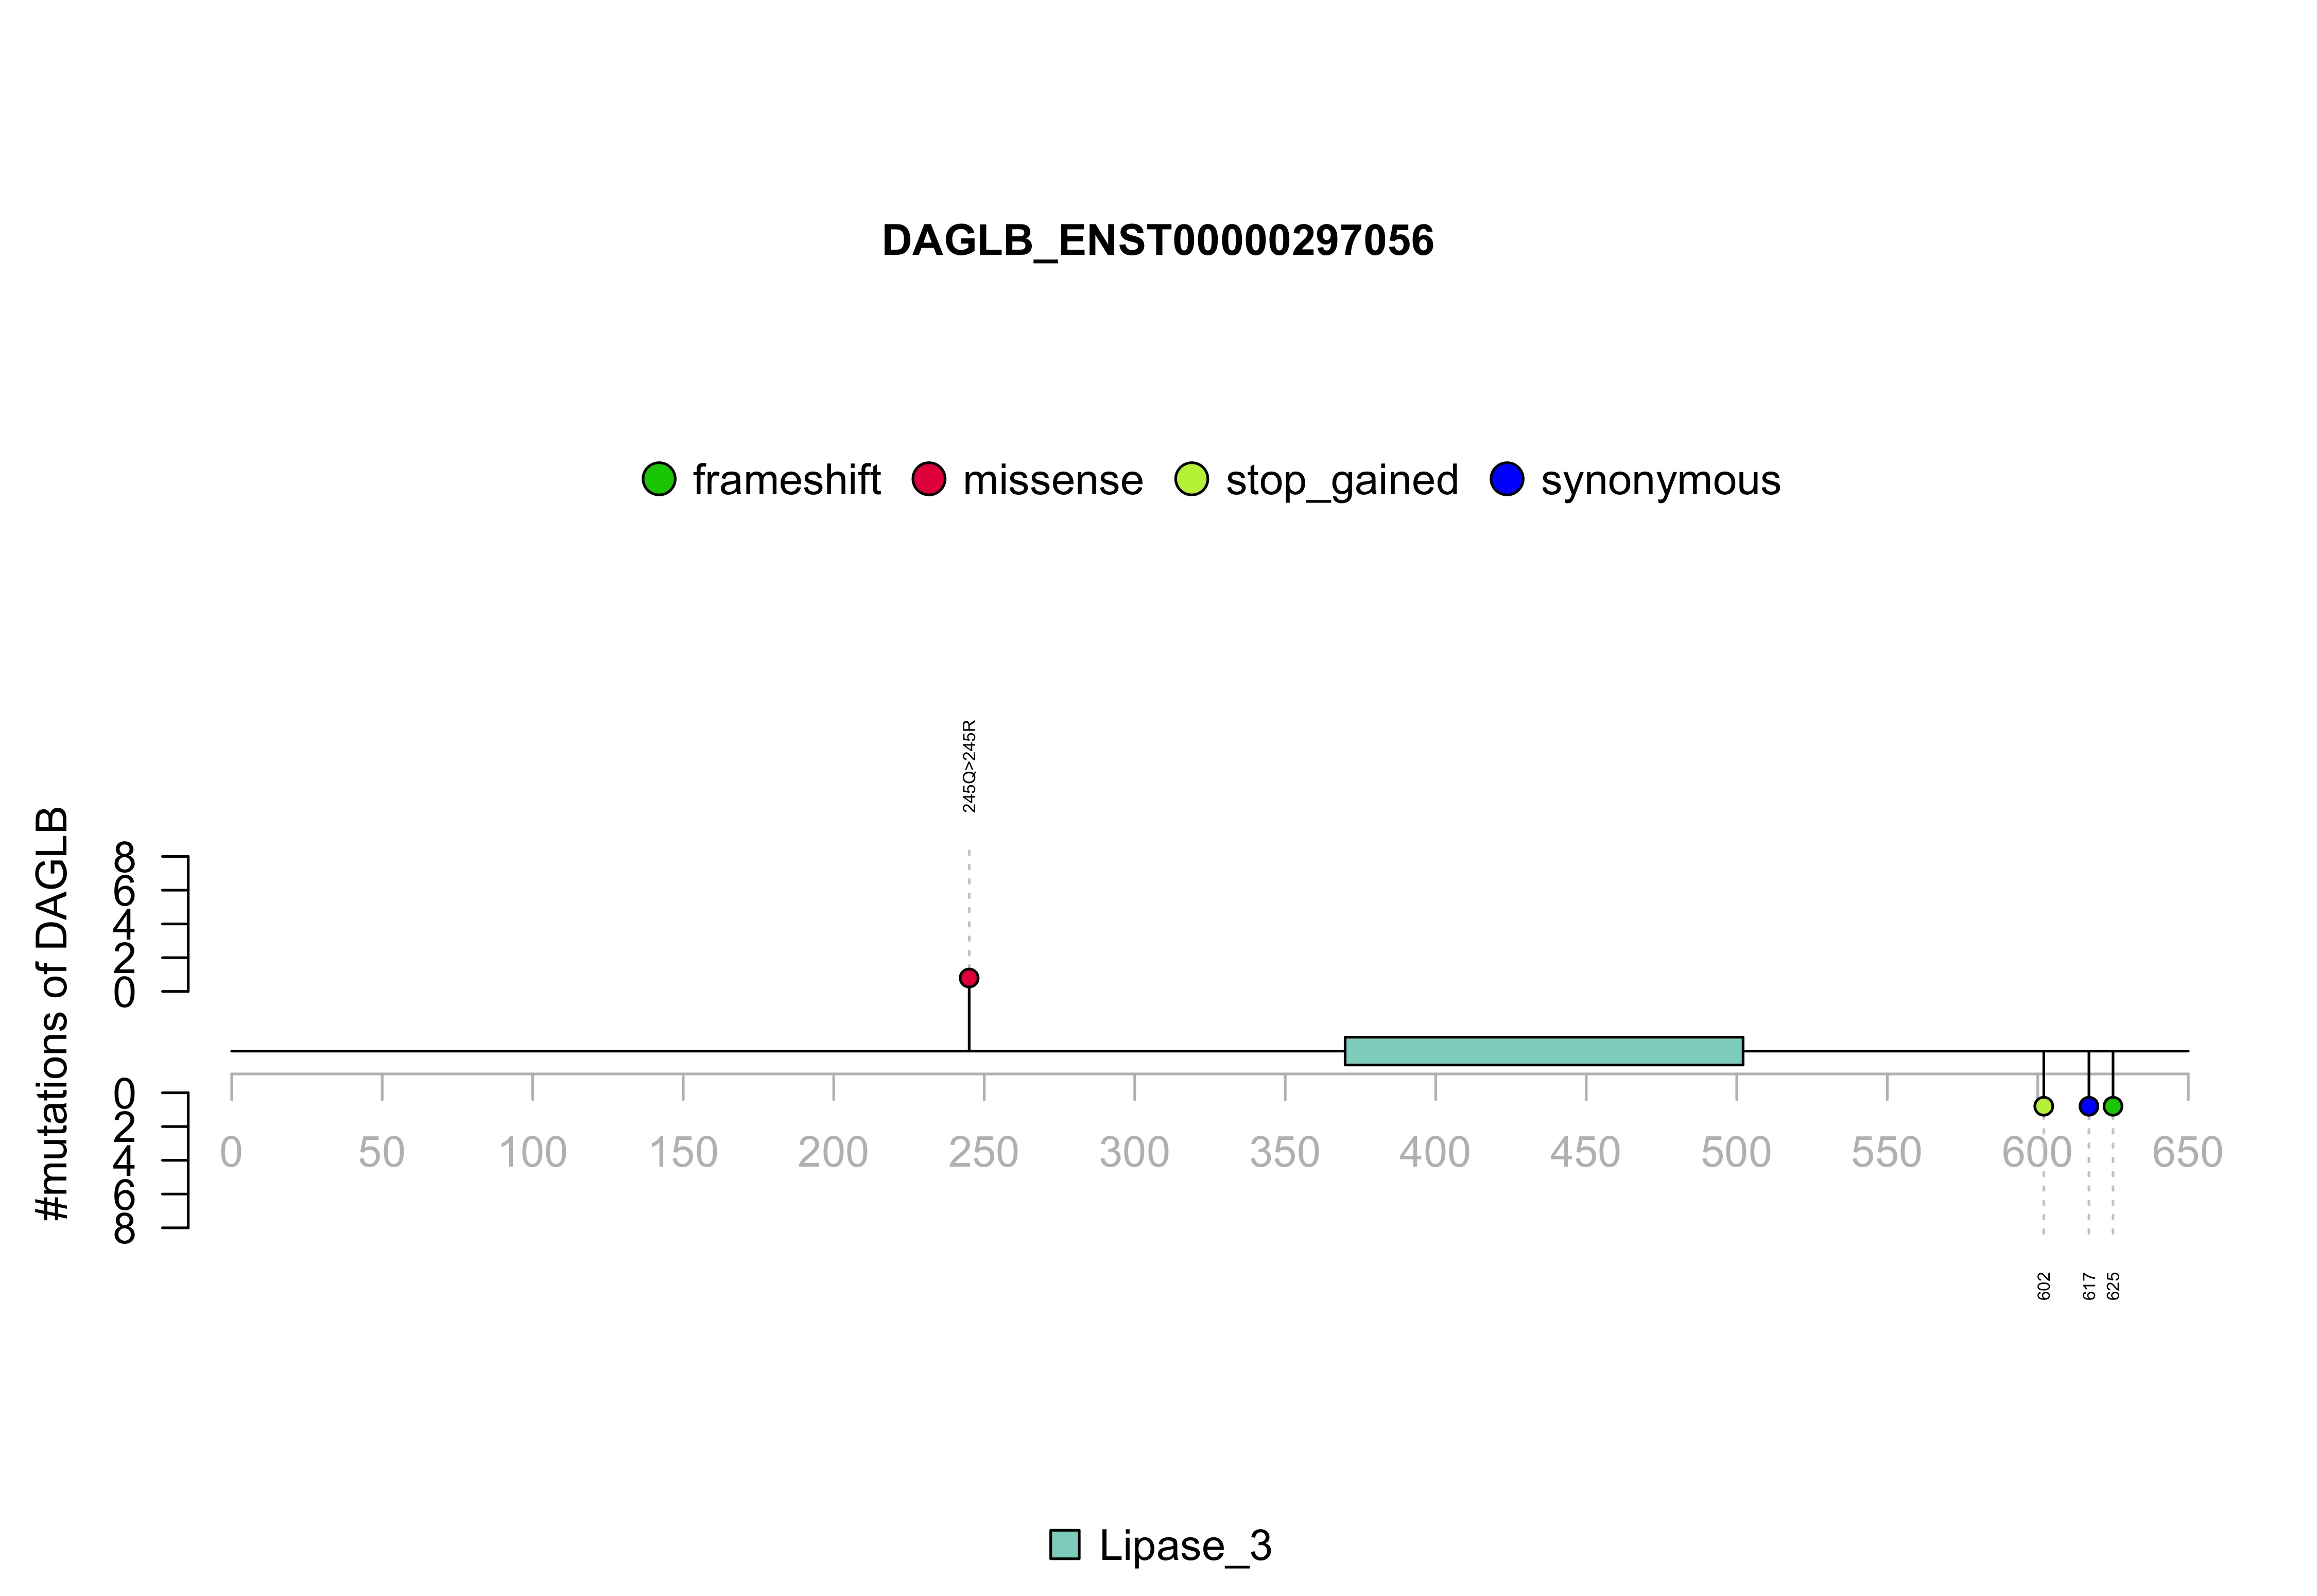 DAGLB_ENST00000297056
frameshift missense stop_gained synonymous
245Q>245R
#mutations of DAGLB
8
6
4
2
0
0
2
4
6
8
0 50 100 150 200 250 300 350 400 450 500 550 600 650
602 617 625
Lipase_3